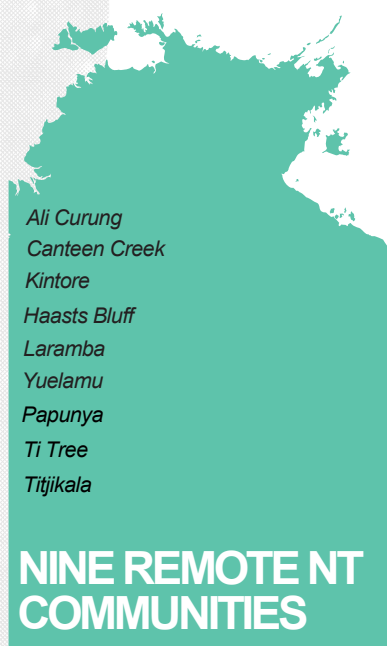 Ali Curung
Canteen Creek
Kintore
Haasts Bluff
Laramba
Yuelamu
Papunya
Ti Tree
Titjikala
NINE REMOTE NT
COMMUNITIES